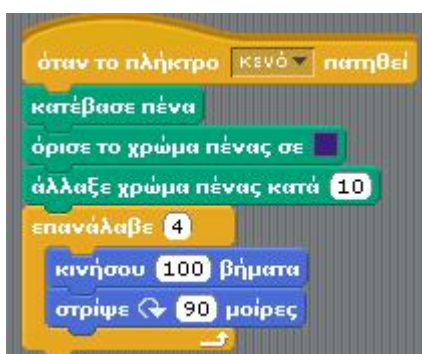 όταν το πλήκτρο κενό πατηθεί
κατέβασε πένα
όρισε το χρώμα πένας σε
άλλαξε χρώμα πένας κατά 10
επανάλαβε 4
κινήσου 100 βήματα
στρίψε 90 μοίρες